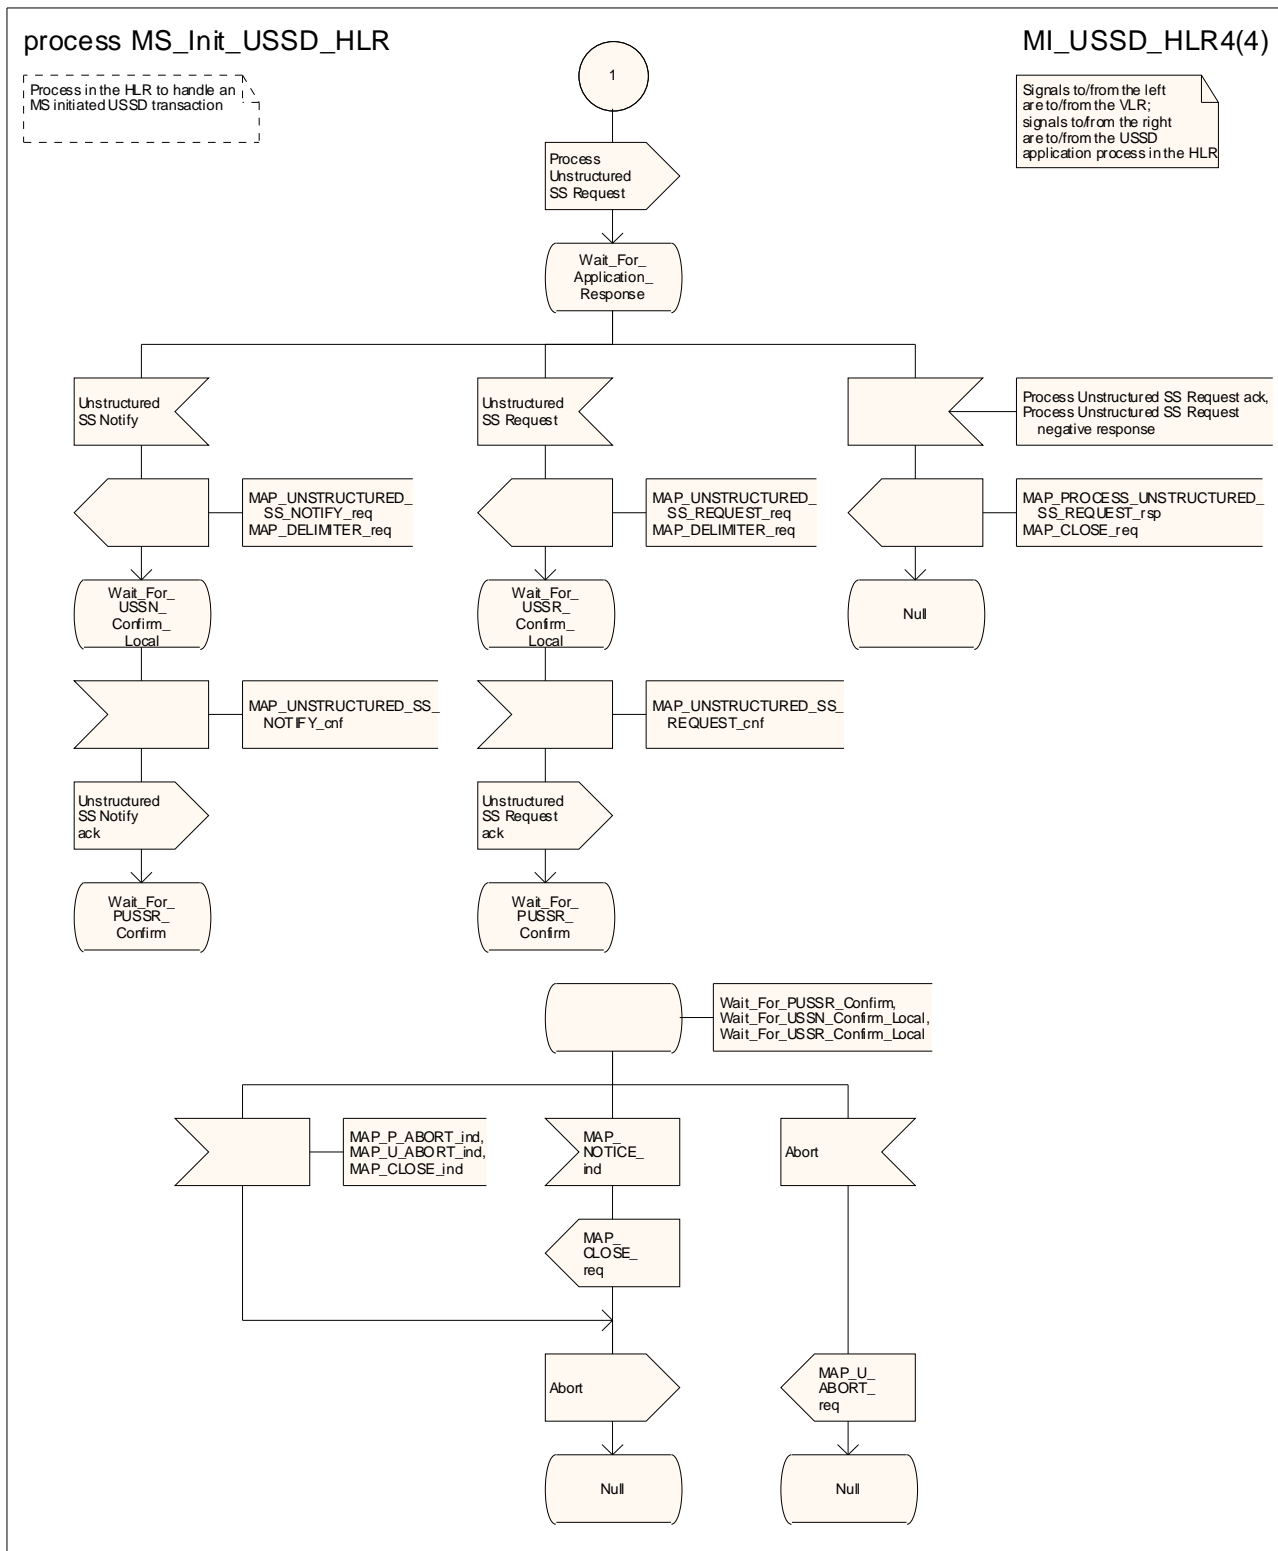 process MS_Init_USSD_HLR
MI_USSD_HLR4(4)
Process in the HLR to handle an
MS initiated USSD transaction
1
Signals to/from the left
are to/from the VLR;
signals to/from the right
are to/from the USSD
application process in the HLR
Process
Unstructured
SS Request
Wait_For_
Application_
Response
Unstructured
SS Notify
Unstructured
SS Request
Process Unstructured SS Request ack,
Process Unstructured SS Request
negative response
MAP_UNSTRUCTURED_
SS_NOTIFY_req
MAP_DELIMITER_req
MAP_UNSTRUCTURED_
SS_REQUEST_req
MAP_DELIMITER_req
MAP_PROCESS_UNSTRUCTURED_
SS_REQUEST_rsp
MAP_CLOSE_req
Wait_For_
USSN_
Confirm_
Local
Wait_For_
USSR_
Confirm_
Local
Null
MAP_UNSTRUCTURED_SS_
NOTIFY_cnf
MAP_UNSTRUCTURED_SS_
REQUEST_cnf
Unstructured
SS Notify
ack
Unstructured
SS Request
ack
Wait_For_
PUSSR_
Confirm
Wait_For_
PUSSR_
Confirm
Wait_For_PUSSR_Confirm,
Wait_For_USSN_Confirm_Local,
Wait_For_USSR_Confirm_Local
MAP_P_ABORT_ind,
MAP_U_ABORT_ind,
MAP_CLOSE_ind
MAP_
NOTICE_
ind
Abort
MAP_
CLOSE_
req
Abort
MAP_U_
ABORT_
req
Null
Null